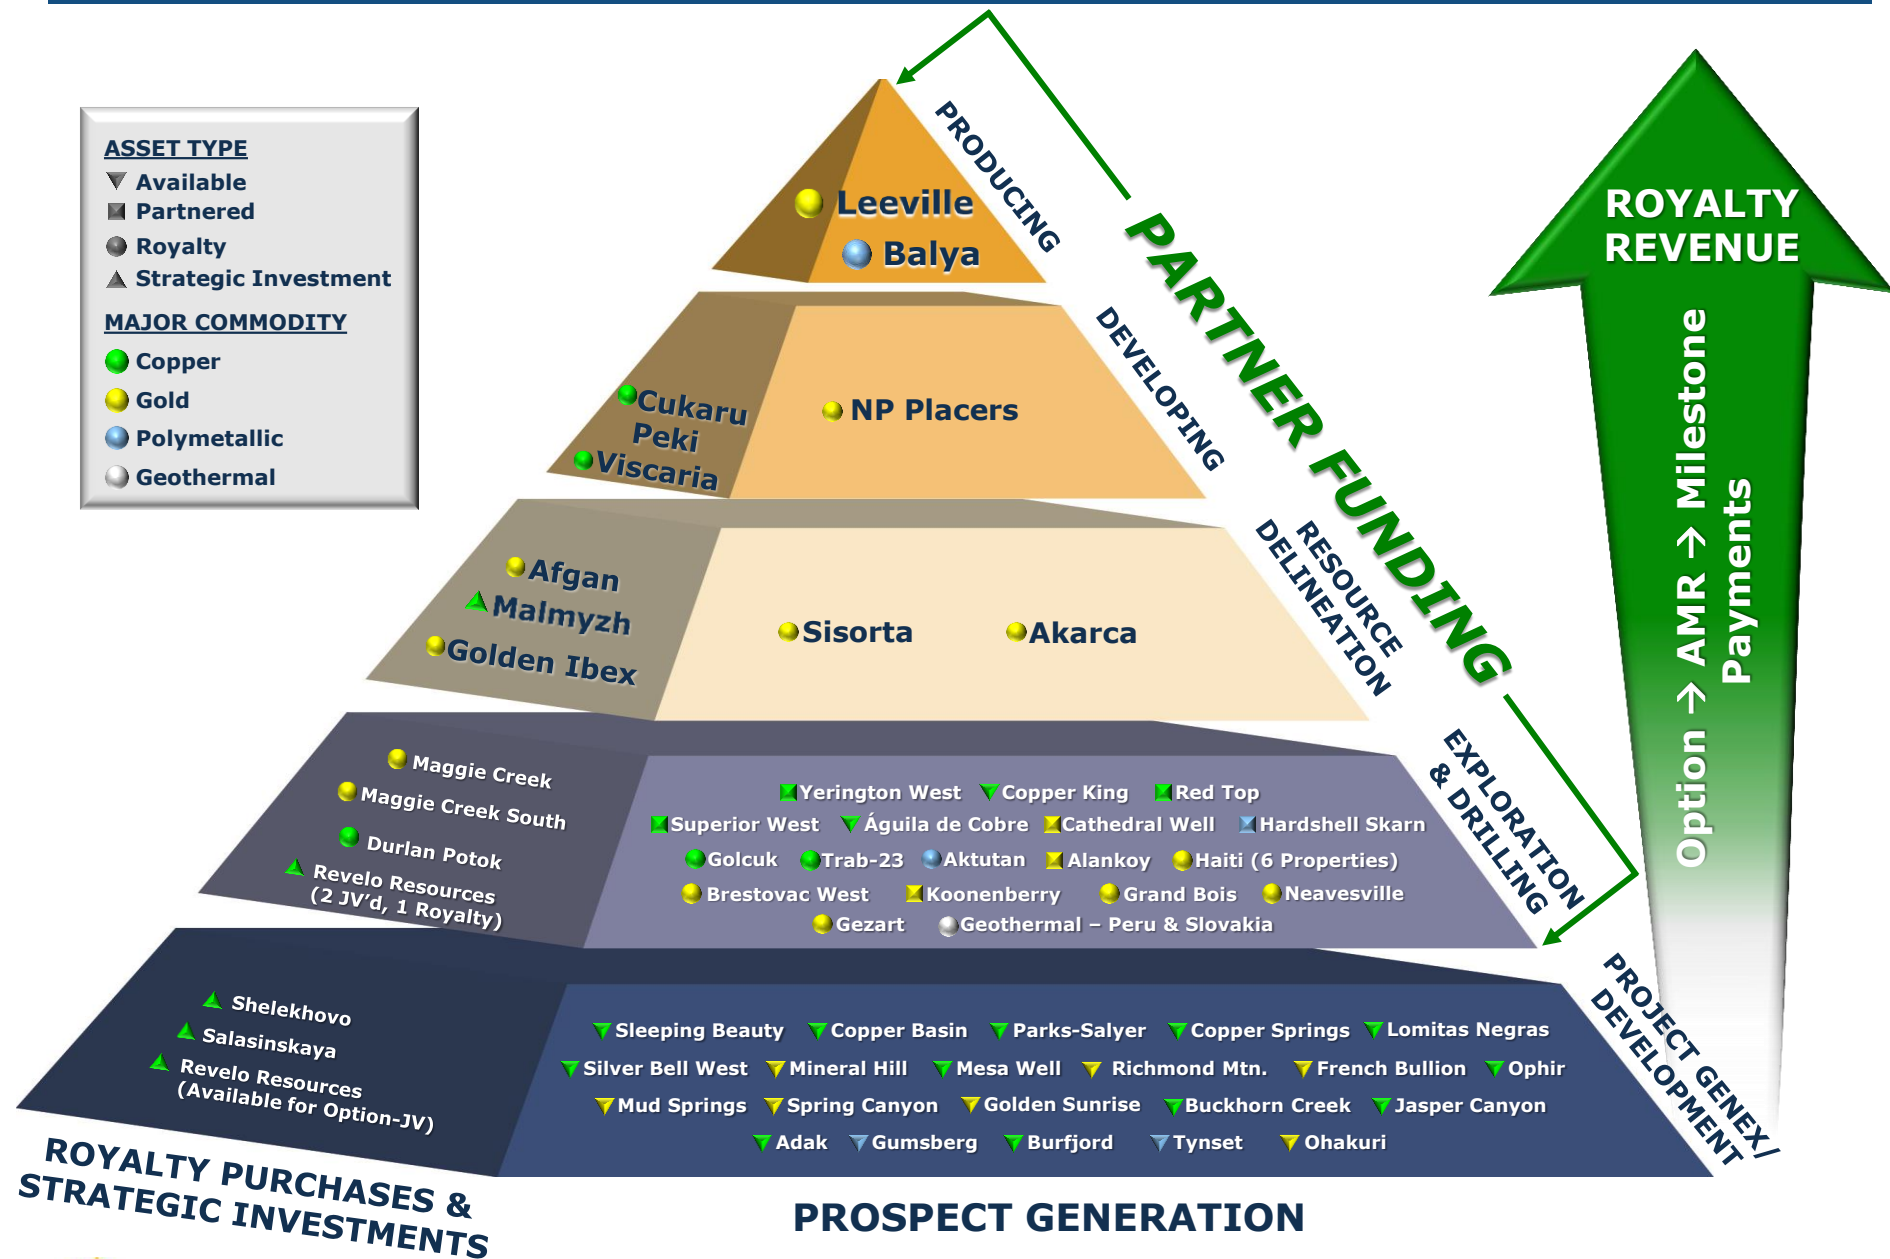 ASSET TYPE
Available
Partnered
Royalty
Strategic Investment
MAJOR COMMODITY
Copper
Gold
Polymetallic
Geothermal
Leeville
Balya
PRODUCING
Cukaru
Peki
Viscaria
NP Placers
DEVELOPING
Afgan
Malmyzh
Golden Ibex
Sisorta Akarca
RESOURCE
DELINEATION
Maggie Creek
Maggie Creek South
Durlan Potok
Revelo Resources
(2 JV’d, 1 Royalty)
Yerington West Copper King Red Top
Superior West Águila de Cobre Cathedral Well Hardshell Skarn
Golcuk Trab-23 Aktutan Alankoy Haiti (6 Properties)
Brestovac West Koonenberry Grand Bois Neavesville
Gezart Geothermal – Peru & Slovakia
EXPLORATION
& DRILLING
Shelekhovo
Salasinskaya
Revelo Resources
(Available for Option-JV)
Sleeping Beauty Copper Basin Parks-Salyer Copper Springs Lomitas Negras
Silver Bell West Mineral Hill Mesa Well Richmond Mtn. French Bullion Ophir
Mud Springs Spring Canyon Golden Sunrise Buckhorn Creek Jasper Canyon
Adak Gumsberg Burfjord Tynset Ohakuri
PROJECT GENEX/
DEVELOPMENT
PARTNER FUNDING
ROYALTY
REVENUE
Option → AMR → Milestone
Payments
ROYALTY PURCHASES &
STRATEGIC INVESTMENTS
PROSPECT GENERATION